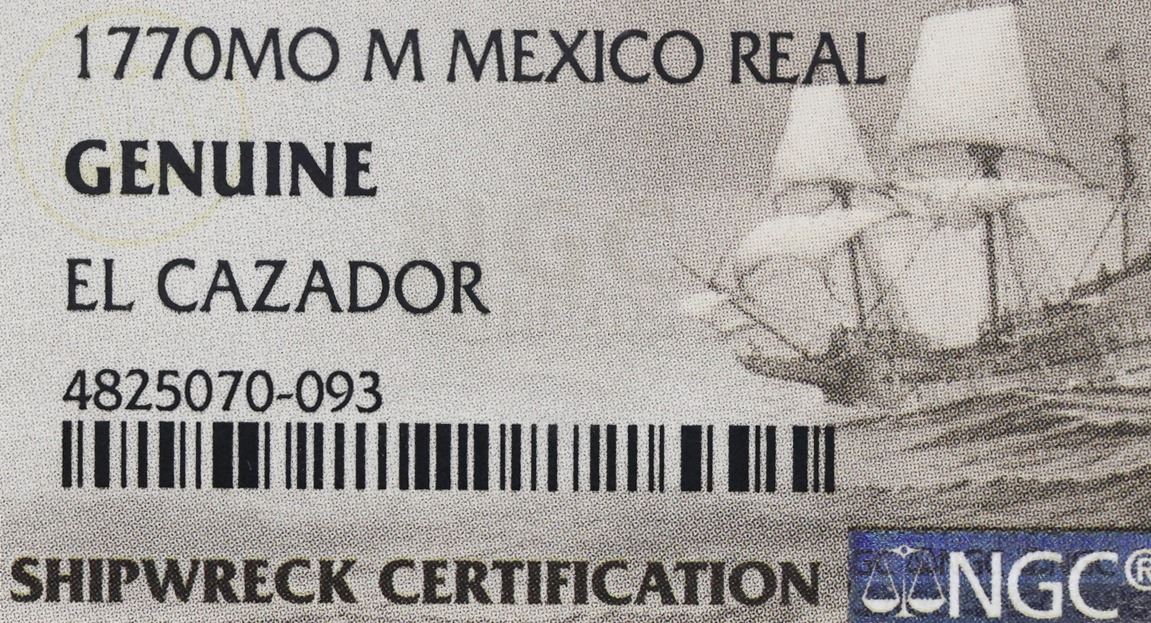 1770MO M MEXICO REAL
GENUINE
EL CAZADOR
4825070-093
SHIPWRECK CERTIFICATION
NGC®